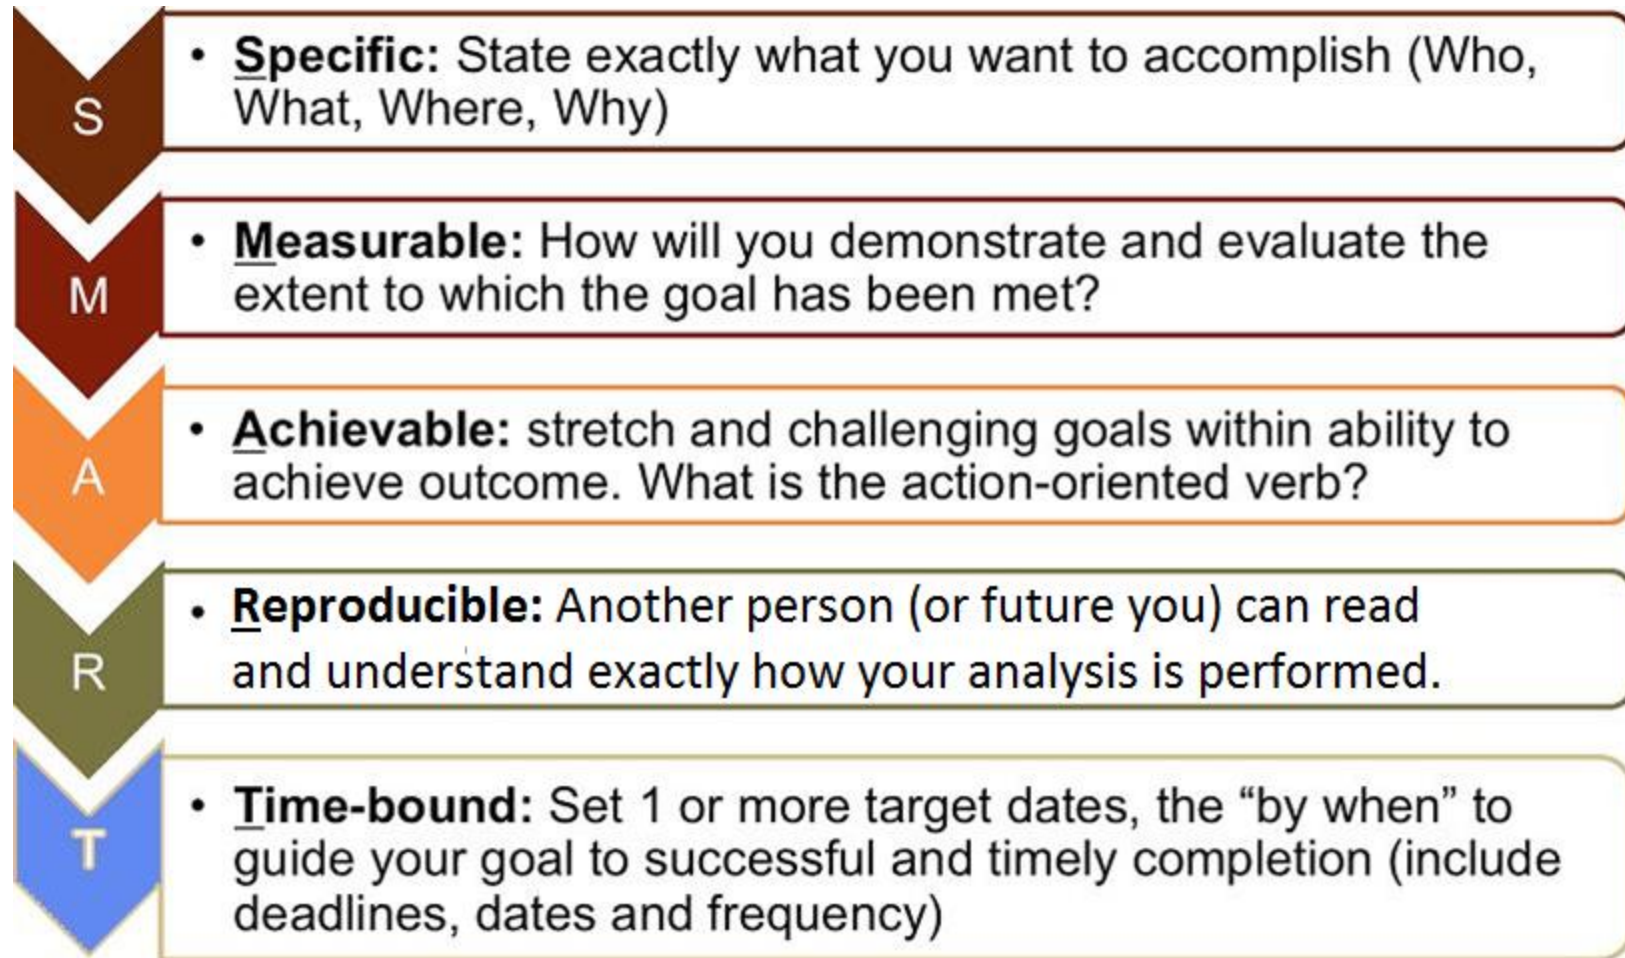 S
• Specific: State exactly what you want to accomplish (Who,
What, Where, Why)
M
• Measurable: How will you demonstrate and evaluate the
extent to which the goal has been met?
A
• Achievable: stretch and challenging goals within ability to
achieve outcome. What is the action-oriented verb?
R
• Reproducible: Another person (or future you) can read
and understand exactly how your analysis is performed.
T
• Time-bound: Set 1 or more target dates, the “by when” to
guide your goal to successful and timely completion (include
deadlines, dates and frequency)